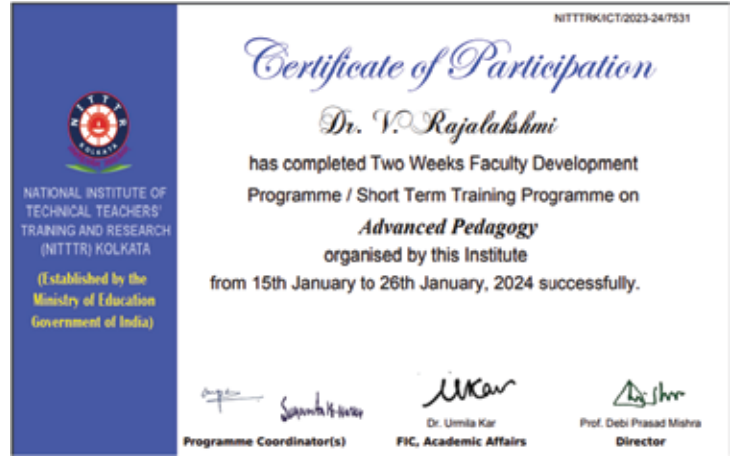 NITTTRK/ICT/2023-24/7531
Certificate of Participation
Dr. V. Rajalakshmi
has completed Two Weeks Faculty Development
Programme / Short Term Training Programme on
Advanced Pedagogy
organised by this Institute
from 15th January to 26th January, 2024 successfully.
NITTTR
KOLKATA
NATIONAL INSTITUTE OF
TECHNICAL TEACHERS'
TRAINING AND RESEARCH
(NITTTR) KOLKATA
(Established by the
Ministry of Education
Government of India)
Programme Coordinator(s)
Dr. Urmila Kar
FIC, Academic Affairs
Prof. Debi Prasad Mishra
Director